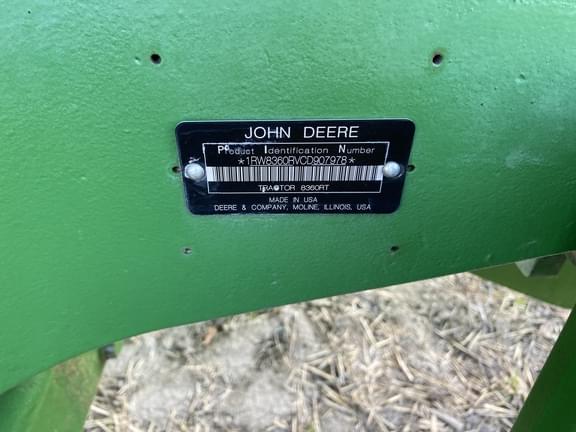 JOHN DEERE
Product Identification Number
*1RW8360RVCD907978*
TRACTOR 8360RT
MADE IN USA
DEERE & COMPANY, MOLINE, ILLINOIS, USA